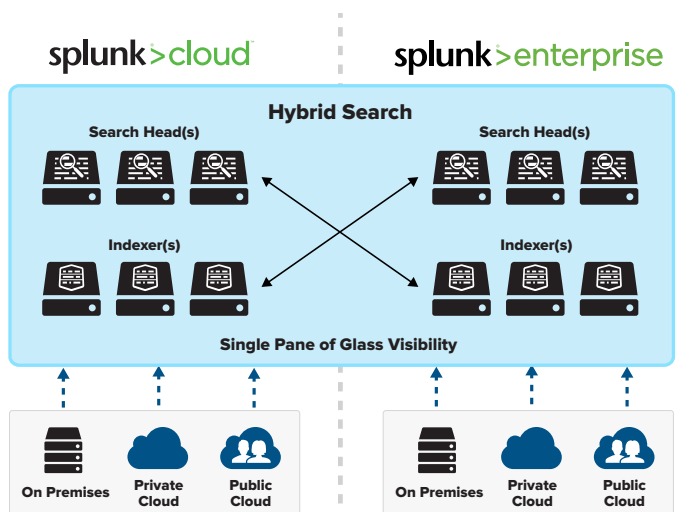 splunk>cloud
splunk>enterprise
Hybrid Search
Search Head(s)
Search Head(s)
Indexer(s)
Indexer(s)
Single Pane of Glass Visibility
On Premises
Private
Cloud
Public
Cloud
On Premises
Private
Cloud
Public
Cloud